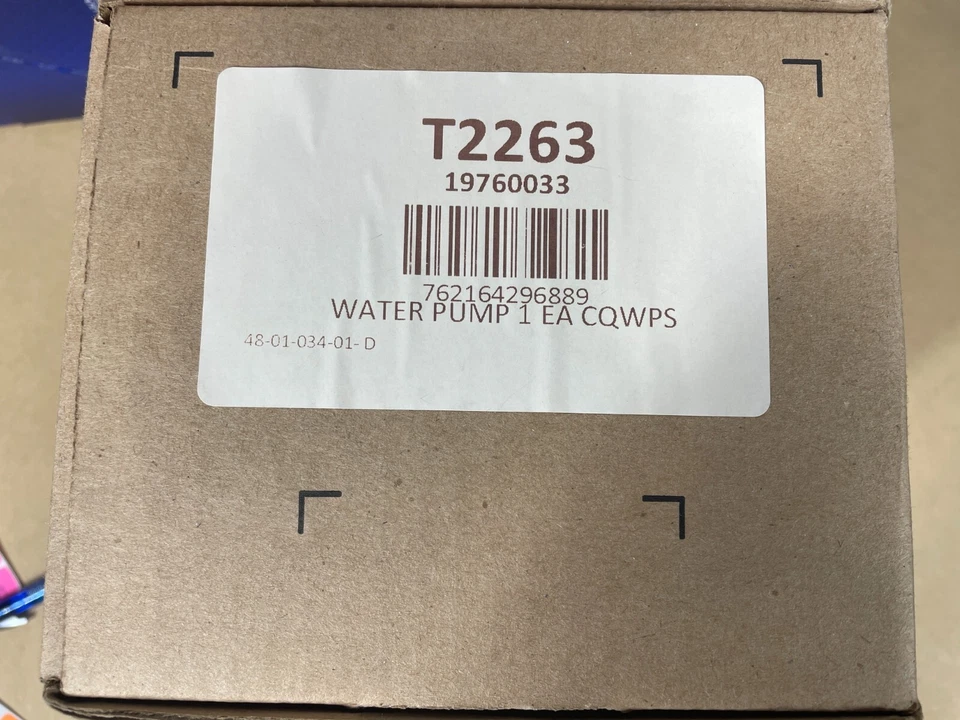 T2263
19760033
762164296889
WATER PUMP 1 EA CQWPS
48-01-034-01- D